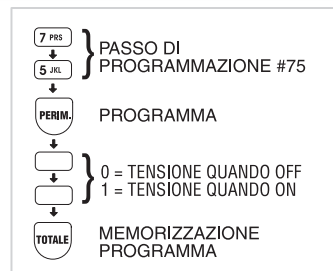 7 PRS
5 JKL
PASSO DI
PROGRAMMAZIONE #75
PERIM.
PROGRAMMA
0 = TENSIONE QUANDO OFF
1 = TENSIONE QUANDO ON
TOTALE
MEMORIZZAZIONE
PROGRAMMA